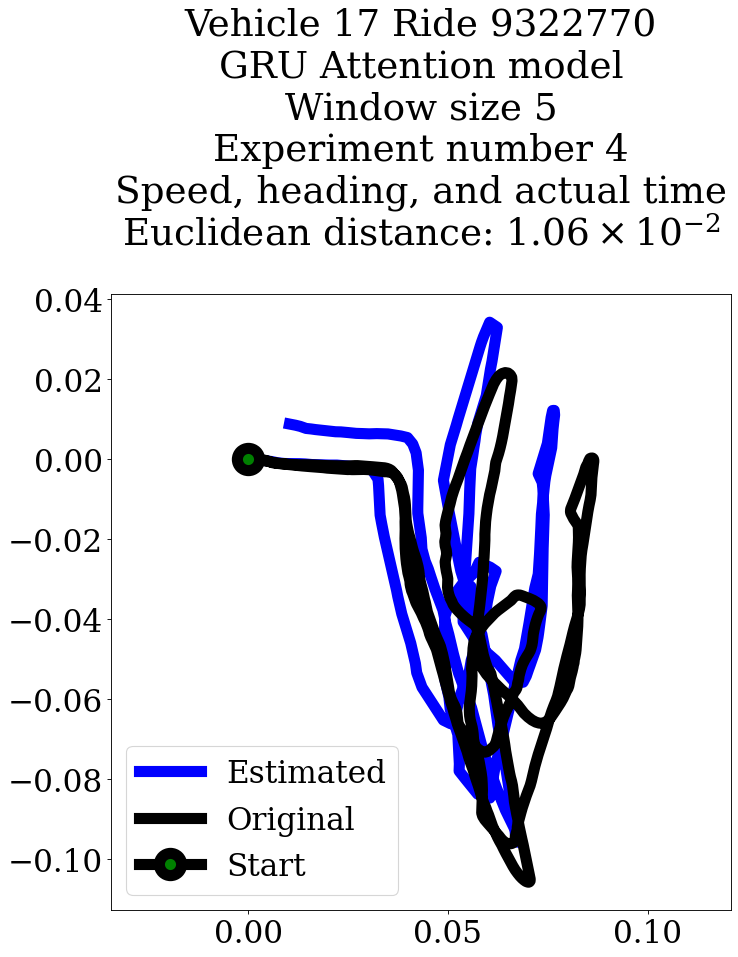 Vehicle 17 Ride 9322770
GRU Attention model
Window size 5
Experiment number 4
Speed, heading, and actual time
Euclidean distance: 1.06 × 10⁻²
0.04
0.02
0.00
−0.02
−0.04
−0.06
−0.08
−0.10
Estimated
Original
Start
0.00 0.05 0.10